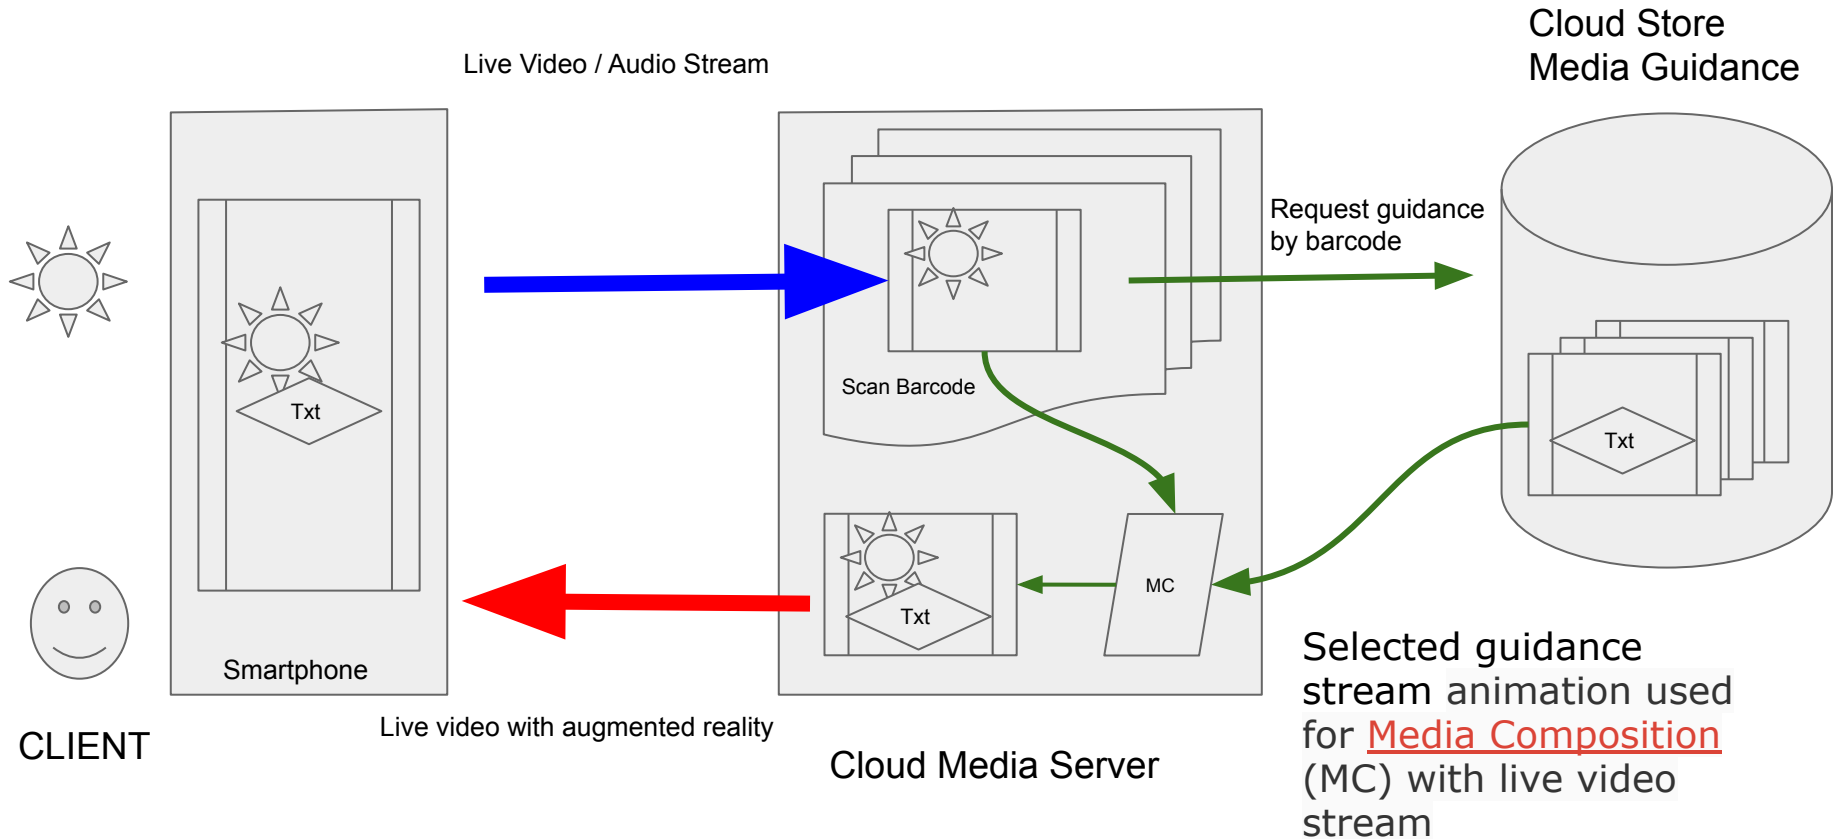 Cloud Store
Media Guidance
Live Video / Audio Stream
Request guidance
by barcode
Scan Barcode
Txt
Txt
MC
Txt
Smartphone
Live video with augmented reality
CLIENT
Cloud Media Server
Selected guidance
stream animation used
for Media Composition
(MC) with live video
stream